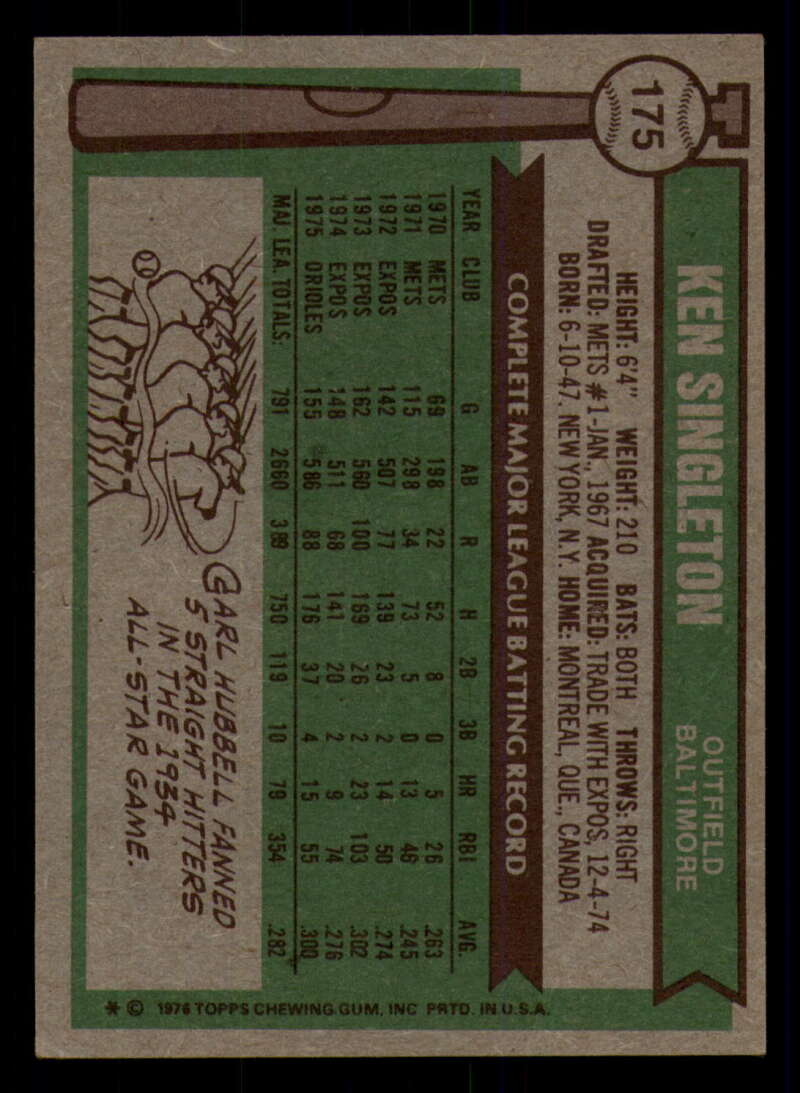 175
KEN SINGLETON
OUTFIELD
BALTIMORE
HEIGHT: 6'4" WEIGHT: 210 BATS: BOTH THROWS: RIGHT
DRAFTED: METS #1-JAN., 1967 ACQUIRED: TRADE WITH EXPOS, 12-4-74
BORN: 6-10-47, NEW YORK, N.Y. HOME: MONTREAL, QUE., CANADA
COMPLETE MAJOR LEAGUE BATTING RECORD
YEAR CLUB G AB R H 2B 3B HR RBI AVG.
1970 METS 69 198 22 52 8 0 5 26 .263
1971 METS 115 298 34 73 5 0 13 46 .245
1972 EXPOS 142 507 77 139 23 2 14 50 .274
1973 EXPOS 162 560 100 169 26 2 23 103 .302
1974 EXPOS 148 511 68 141 20 2 9 74 .276
1975 ORIOLES 155 586 88 176 37 4 15 55 .300
MAJ. LEA. TOTALS: 791 2660 389 750 119 10 79 354 .282
CARL HUBBELL FANNED
5 STRAIGHT HITTERS
IN THE 1934
ALL-STAR GAME.
* © 1976 TOPPS CHEWING GUM, INC PRTD. IN U.S.A.